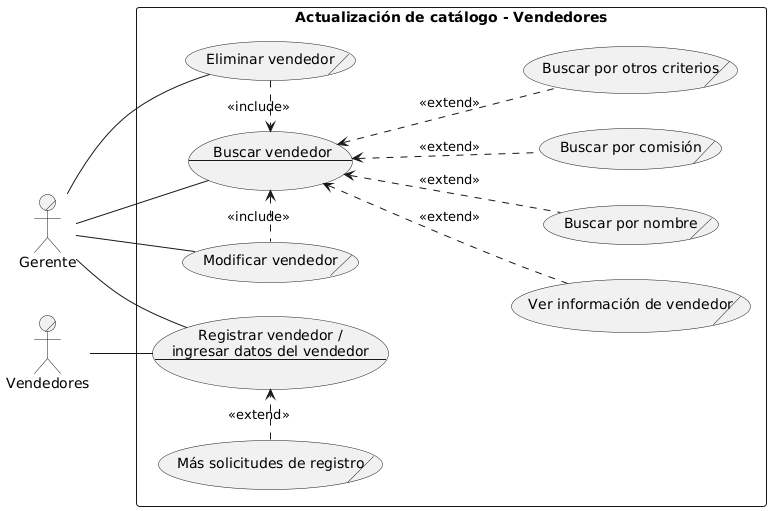 Actualización de catálogo - Vendedores
Eliminar vendedor
Buscar por otros criterios
«include»
«extend»
Buscar vendedor
«extend»
Buscar por comisión
«extend»
Buscar por nombre
«include»
«extend»
Gerente
Modificar vendedor
Ver información de vendedor
Registrar vendedor /
ingresar datos del vendedor
Vendedores
«extend»
Más solicitudes de registro